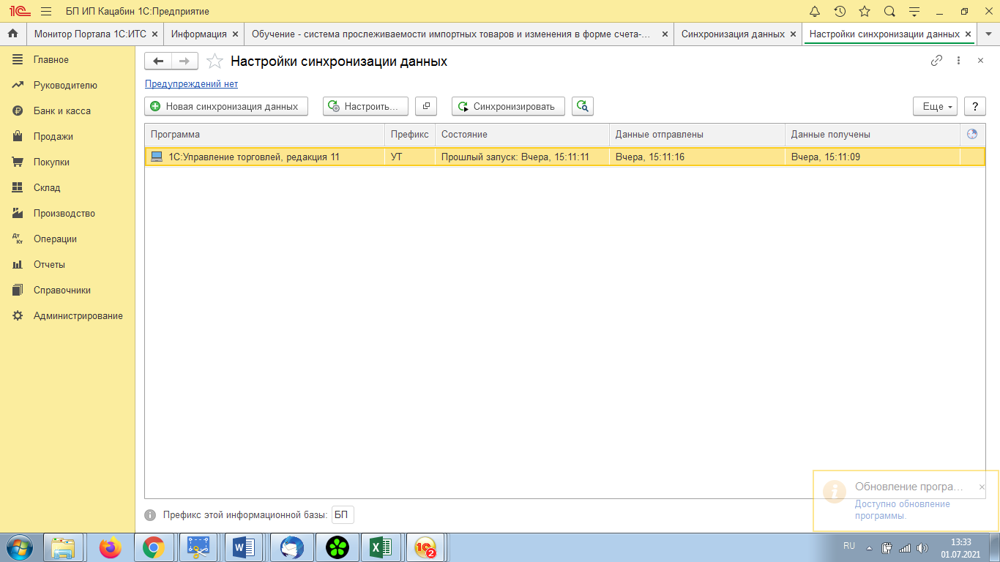 1С БП ИП Кацабин 1С:Предприятие
Монитор Портала 1С:ИТС
Информация
Обучение - система прослеживаемости импортных товаров и изменения в форме счета-...
Синхронизация данных
Настройки синхронизации данных
Главное
Руководителю
Банк и касса
Продажи
Покупки
Склад
Производство
Операции
Отчеты
Справочники
Администрирование
Настройки синхронизации данных
Предупреждений нет
Новая синхронизация данных
Настроить...
Синхронизировать
Еще
?
Программа Префикс Состояние Данные отправлены Данные получены
1С:Управление торговлей, редакция 11 УТ Прошлый запуск: Вчера, 15:11:11 Вчера, 15:11:16 Вчера, 15:11:09
Префикс этой информационной базы: БП
Обновление програ...
Доступно обновление
программы.
RU
13:33
01.07.2021